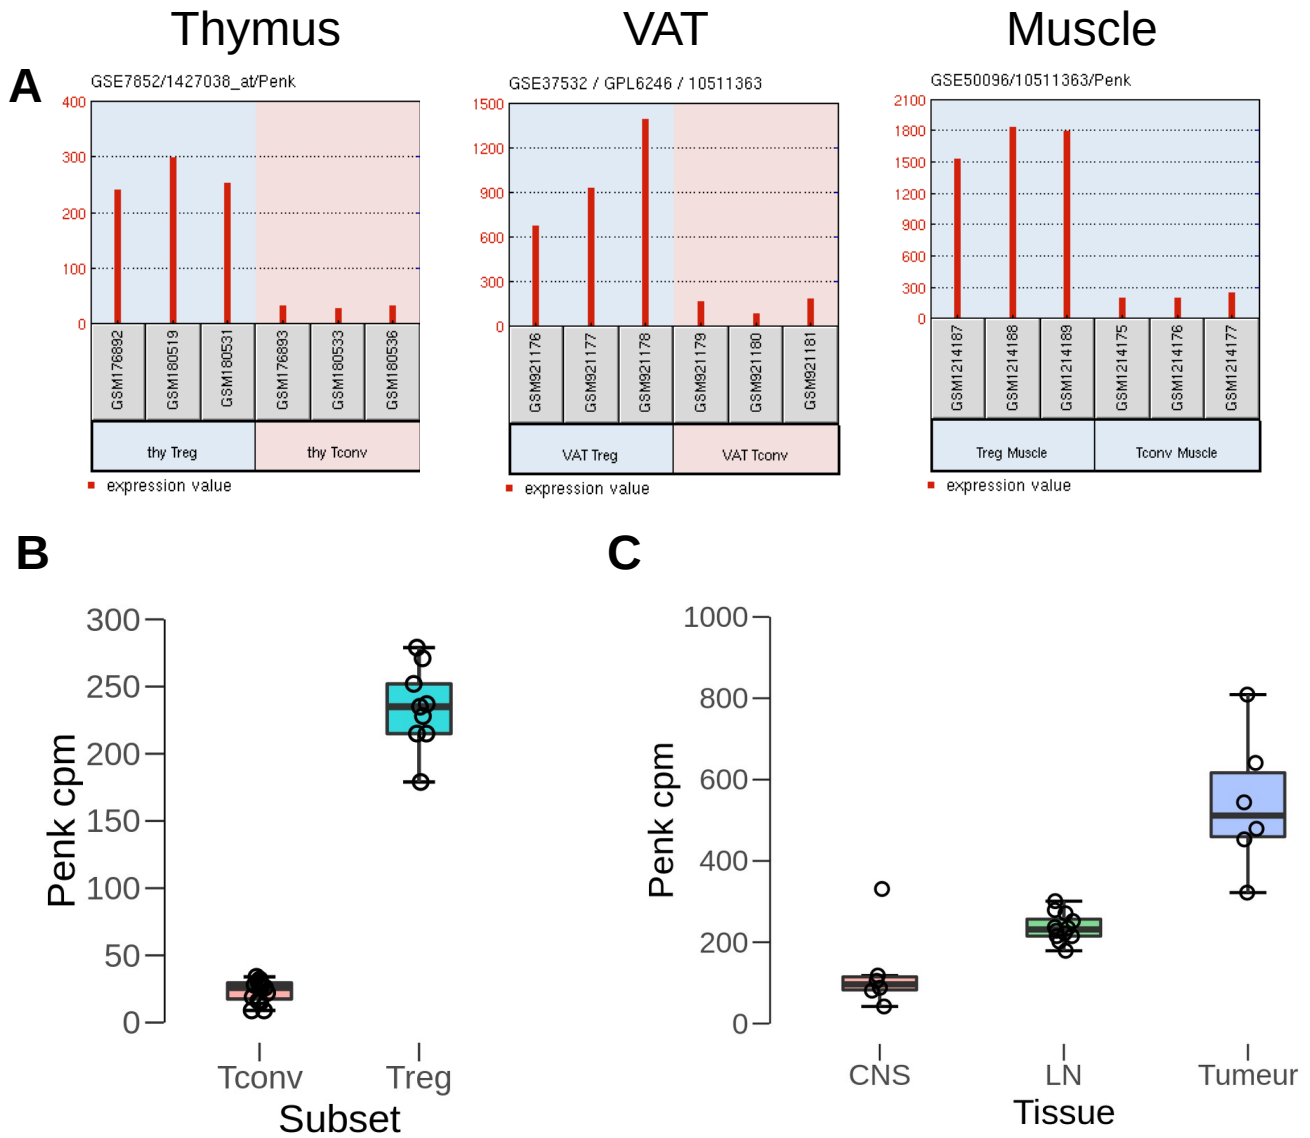 Thymus
VAT
Muscle
A
GSE7852/1427038_at/Penk
400
300
200
100
0
GSM176892
GSM180519
GSM180531
GSM176893
GSM180533
GSM180536
thy Treg
thy Tconv
expression value
GSE37532 / GPL6246 / 10511363
1500
1200
900
600
300
0
GSM921176
GSM921177
GSM921178
GSM921179
GSM921180
GSM921181
VAT Treg
VAT Tconv
expression value
GSE50096/10511363/Penk
2100
1800
1500
1200
900
600
300
0
GSM1214187
GSM1214188
GSM1214189
GSM1214175
GSM1214176
GSM1214177
Treg Muscle
Tconv Muscle
expression value
B
Penk cpm
300
250
200
150
100
50
0
Tconv
Treg
Subset
C
Penk cpm
1000
800
600
400
200
0
CNS
LN
Tumeur
Tissue